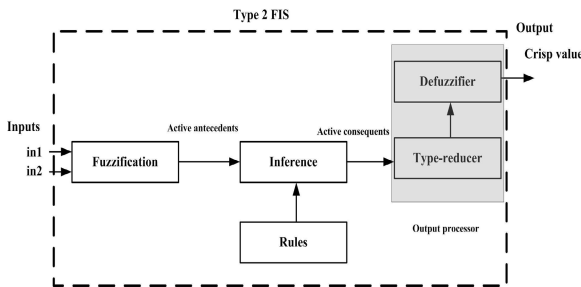 Type 2 FIS
Output
Crisp value
Defuzzifier
Inputs
Active antecedents
Active consequents
in1
in2
Fuzzification
Inference
Type-reducer
Rules
Output processor